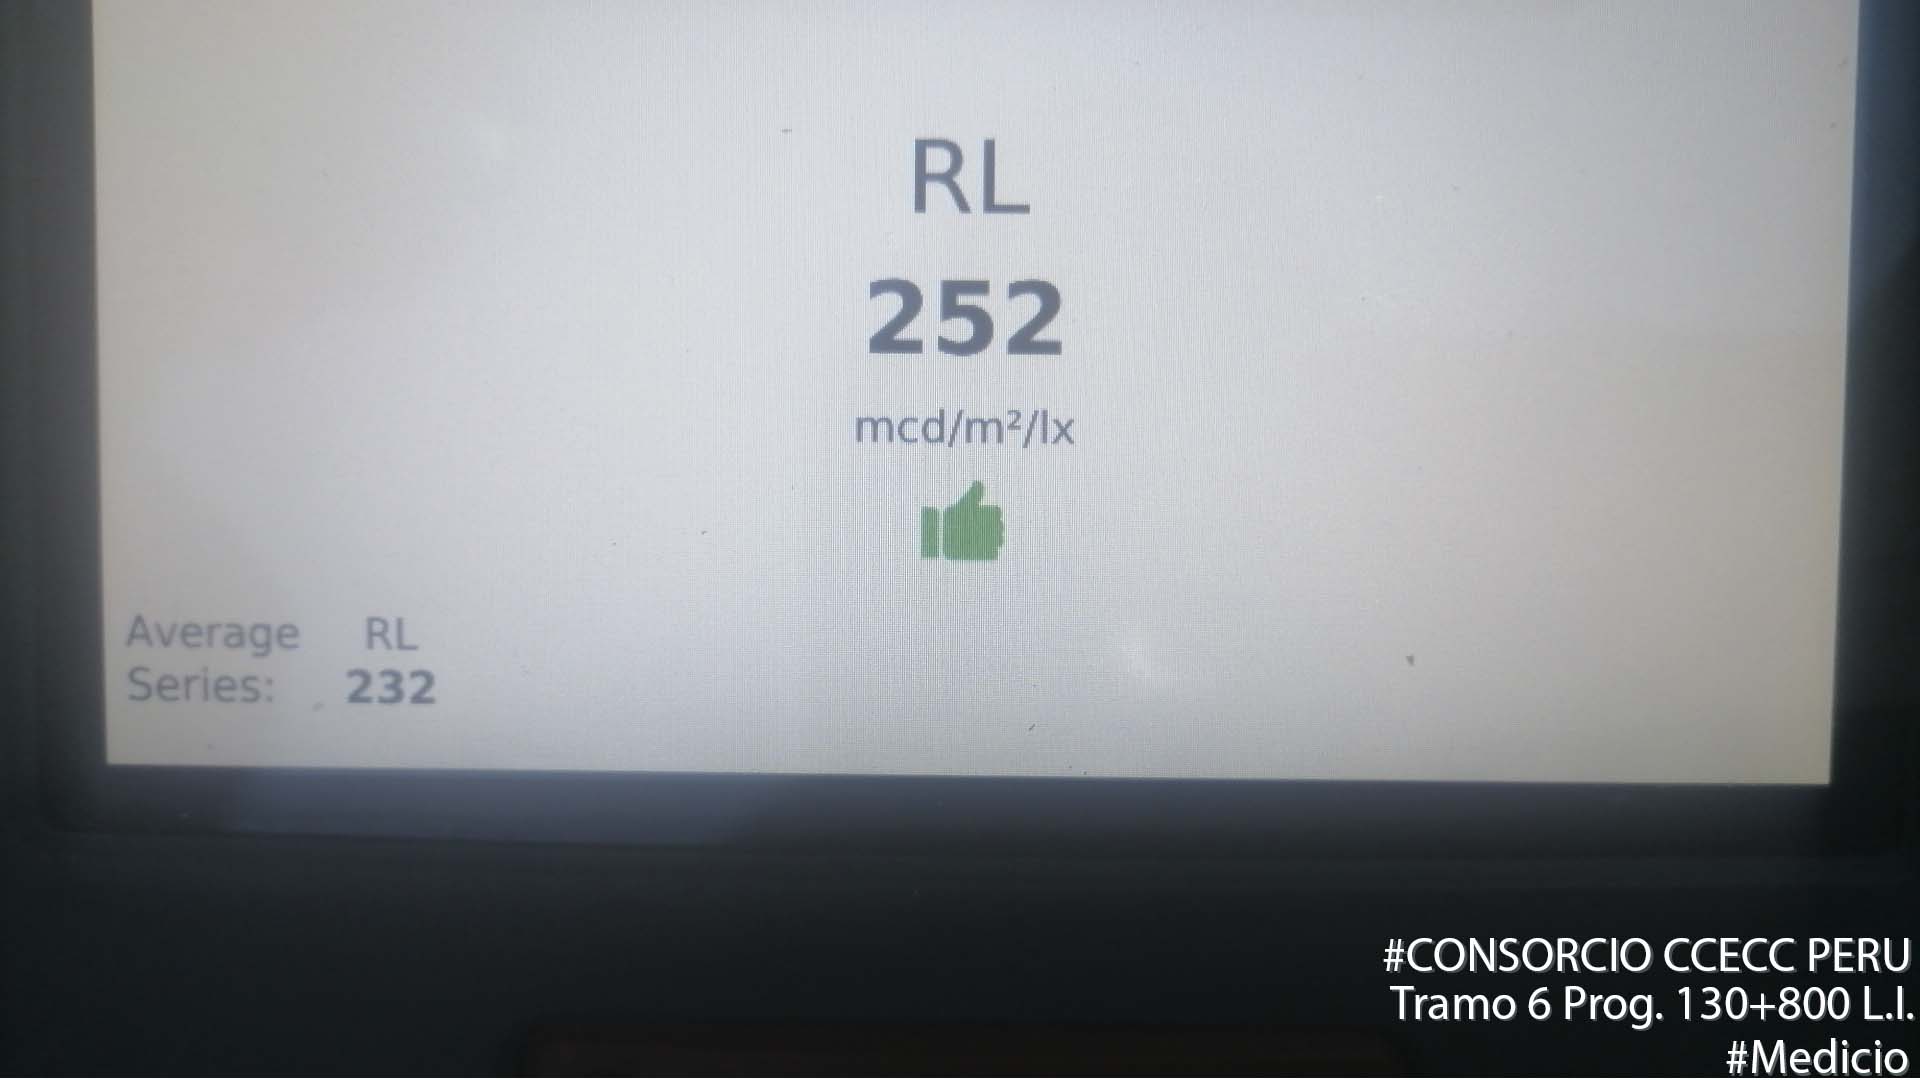 RL
252
mcd/m²/lx
Average RL
Series: 232
#CONSORCIO CCECC PERU
Tramo 6 Prog. 130+800 L.I.
#Medicio